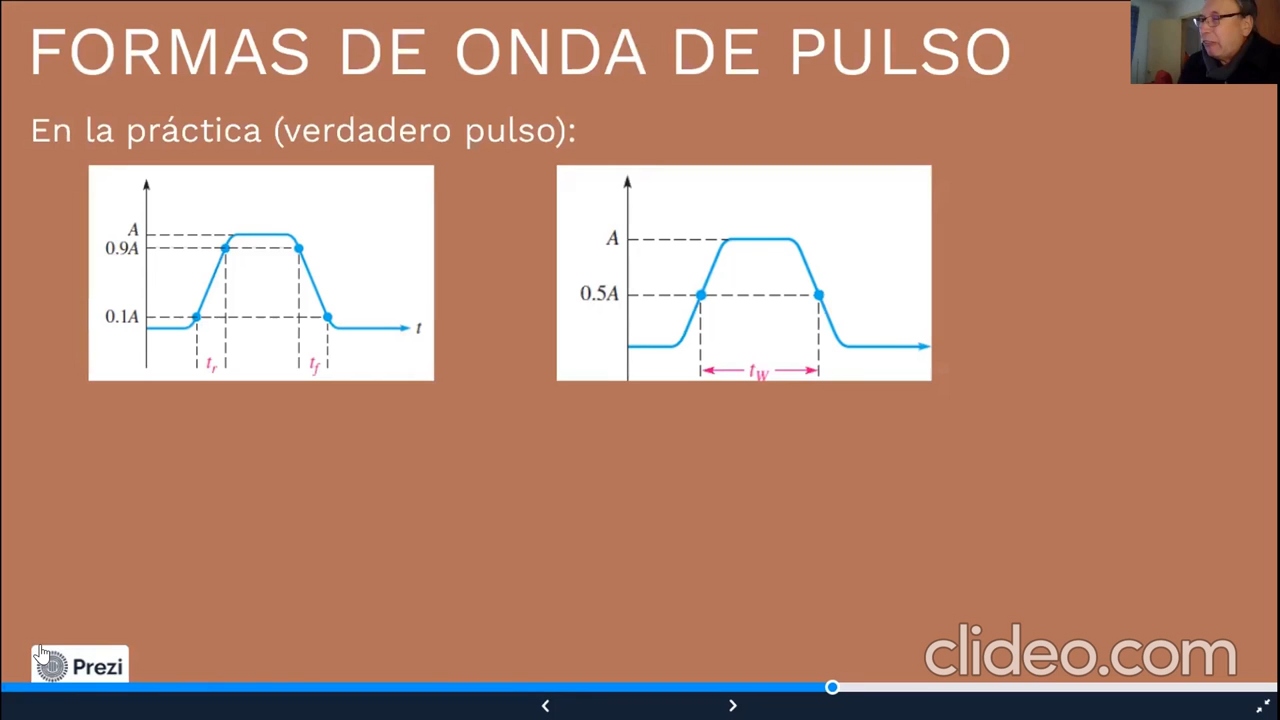 FORMAS DE ONDA DE PULSO
En la práctica (verdadero pulso):
A
0.9A
0.1A
t
tr
tf
A
0.5A
tW
Prezi
clideo.com